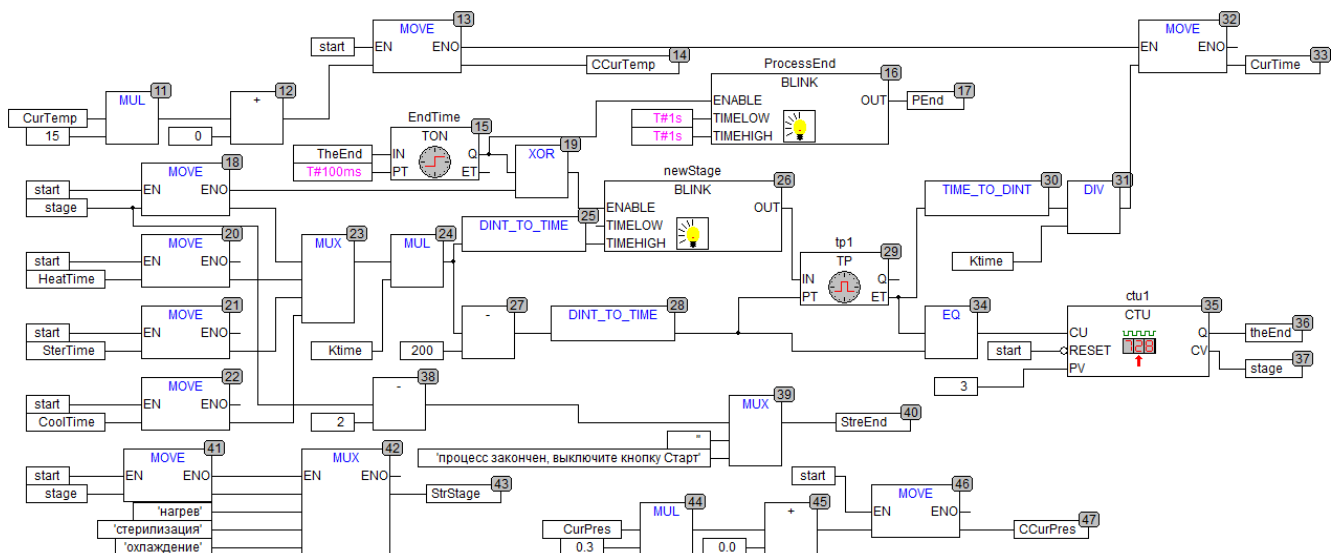 13
MOVE
start
EN ENO
14
CCurTemp
32
MOVE
EN ENO
33
CurTime
11
MUL
CurTemp
15
12
+
0
ProcessEnd
16
BLINK
ENABLE OUT
T#1s TIMELOW
T#1s TIMEHIGH
17
PEnd
EndTime
15
TON
TheEnd IN Q
T#100ms PT ET
18
MOVE
start EN ENO
stage
19
XOR
newStage
26
BLINK
ENABLE OUT
TIMELOW
TIMEHIGH
25
DINT_TO_TIME
30
TIME_TO_DINT
31
DIV
Ktime
20
MOVE
start EN ENO
HeatTime
23
MUX
24
MUL
Ktime
tp1
29
TP
IN Q
PT ET
21
MOVE
start EN ENO
SterTime
27
-
200
28
DINT_TO_TIME
34
EQ
ctu1
35
CTU
CU Q
start RESET CV
3 PV
728
36
theEnd
37
stage
22
MOVE
start EN ENO
CoolTime
38
-
2
39
MUX
''
'процесс закончен, выключите кнопку Старт'
40
StreEnd
41
MOVE
start EN ENO
stage
42
MUX
EN ENO
'нагрев'
'стерилизация'
'охлаждение'
43
StrStage
44
MUL
CurPres
0.3
45
+
0.0
start
46
MOVE
EN ENO
47
CCurPres